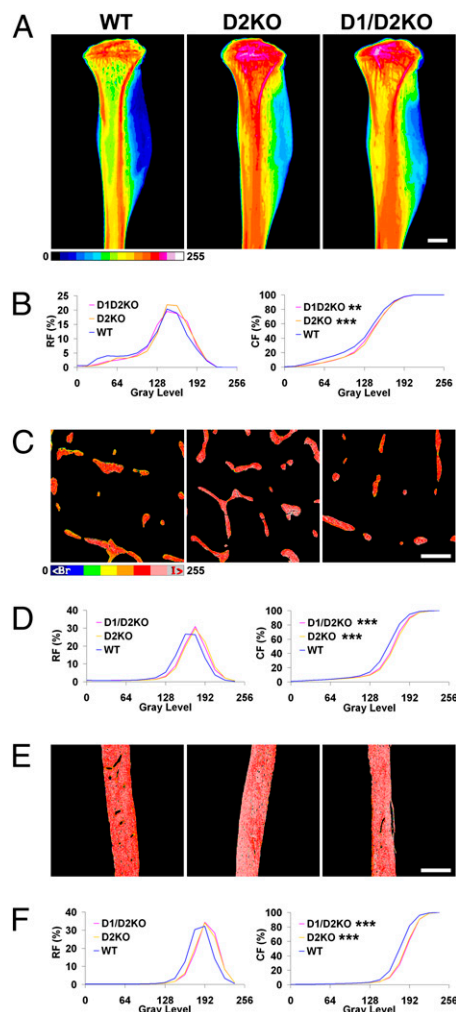 A WT D2KO D1/D2KO
0 255
B
25 20 15 10 5 0
RF (%)
D1D2KO
D2KO
WT
0 64 128 192 256
Gray Level
100 80 60 40 20 0
CF (%)
D1D2KO **
D2KO ***
WT
0 64 128 192 256
Gray Level
C
0 <Br I> 255
D
40 30 20 10 0
RF (%)
D1/D2KO
D2KO
WT
0 64 128 192 256
Gray Level
100 80 60 40 20 0
CF (%)
D1/D2KO ***
D2KO ***
WT
0 64 128 192 256
Gray Level
E
F
40 30 20 10 0
RF (%)
D1/D2KO
D2KO
WT
0 64 128 192 256
Gray Level
100 80 60 40 20 0
CF (%)
D1/D2KO ***
D2KO ***
WT
0 64 128 192 256
Gray Level